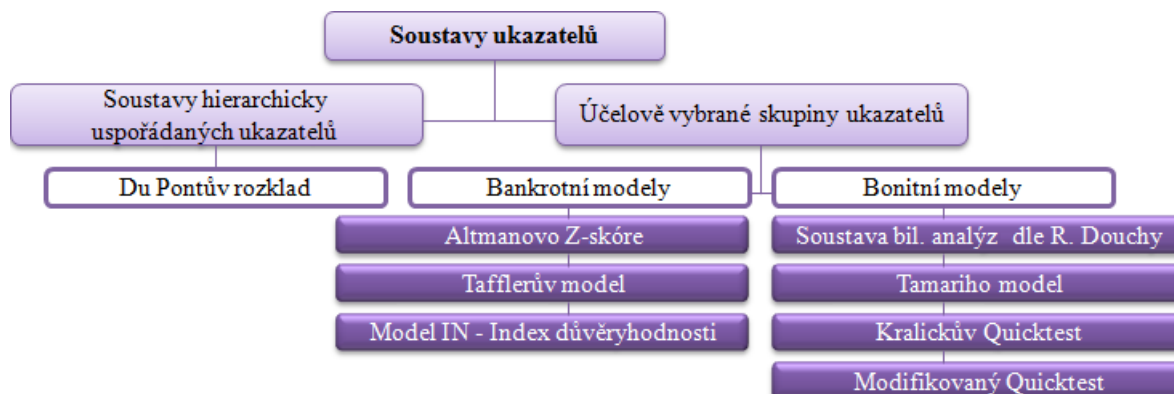 Soustavy ukazatelů
Soustavy hierarchicky
uspořádaných ukazatelů
Účelově vybrané skupiny ukazatelů
Du Pontův rozklad
Bankrotní modely
Bonitní modely
Altmanovo Z-skóre
Soustava bil. analýz dle R. Douchy
Tafflerův model
Tamariho model
Model IN - Index důvěryhodnosti
Kralickův Quicktest
Modifikovaný Quicktest